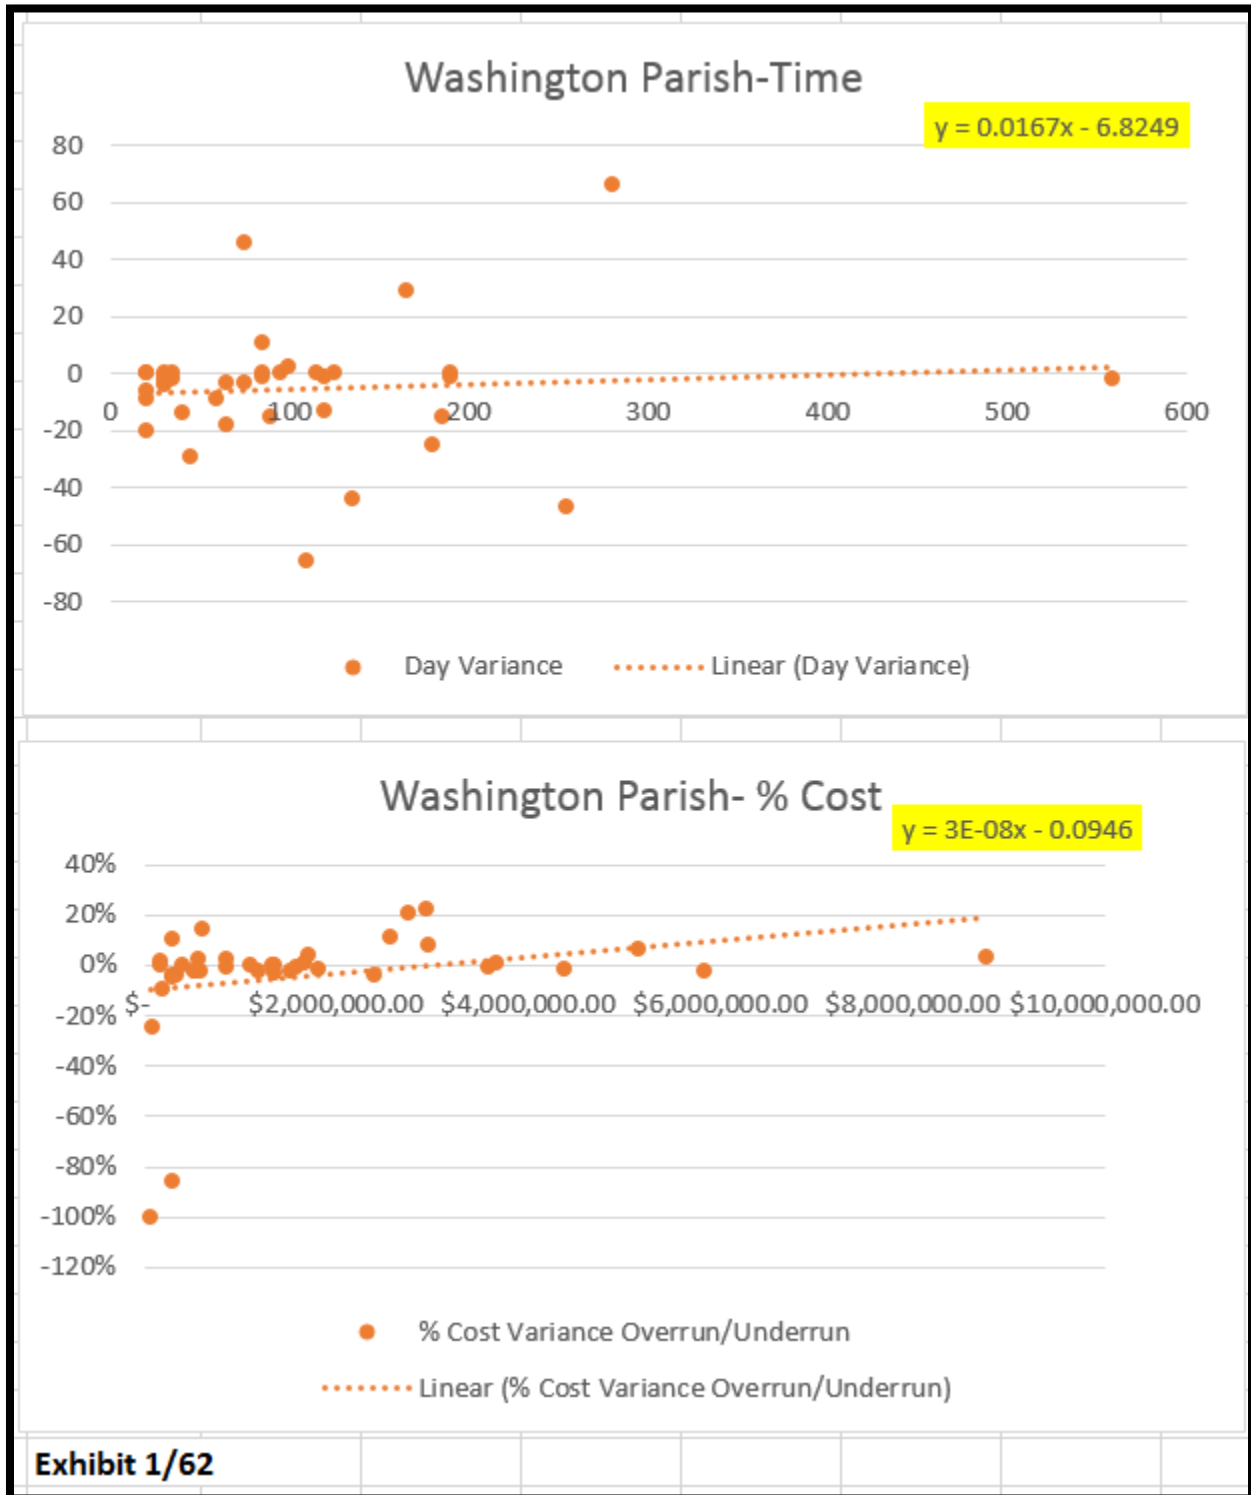 Washington Parish-Time
y = 0.0167x - 6.8249
80
60
40
20
0
0 100 200 300 400 500 600
-20
-40
-60
-80
Day Variance Linear (Day Variance)
Washington Parish- % Cost
y = 3E-08x - 0.0946
40%
20%
0%
$- $2,000,000.00 $4,000,000.00 $6,000,000.00 $8,000,000.00 $10,000,000.00
-20%
-40%
-60%
-80%
-100%
-120%
% Cost Variance Overrun/Underrun
Linear (% Cost Variance Overrun/Underrun)
Exhibit 1/62